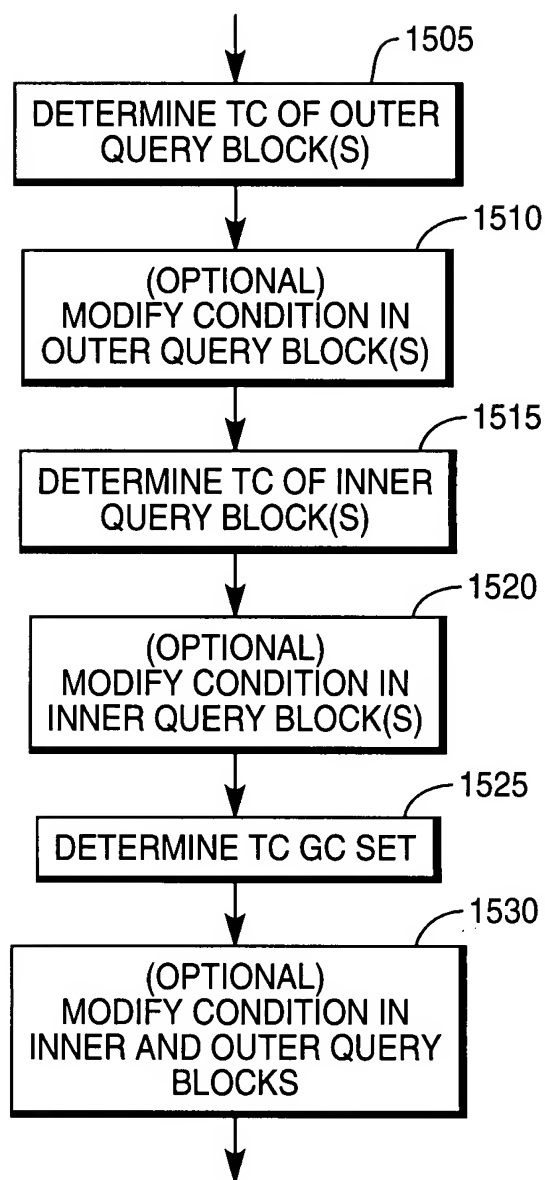 1505
DETERMINE TC OF OUTER
QUERY BLOCK(S)
1510
(OPTIONAL)
MODIFY CONDITION IN
OUTER QUERY BLOCK(S)
1515
DETERMINE TC OF INNER
QUERY BLOCK(S)
1520
(OPTIONAL)
MODIFY CONDITION IN
INNER QUERY BLOCK(S)
1525
DETERMINE TC GC SET
1530
(OPTIONAL)
MODIFY CONDITION IN
INNER AND OUTER QUERY
BLOCKS